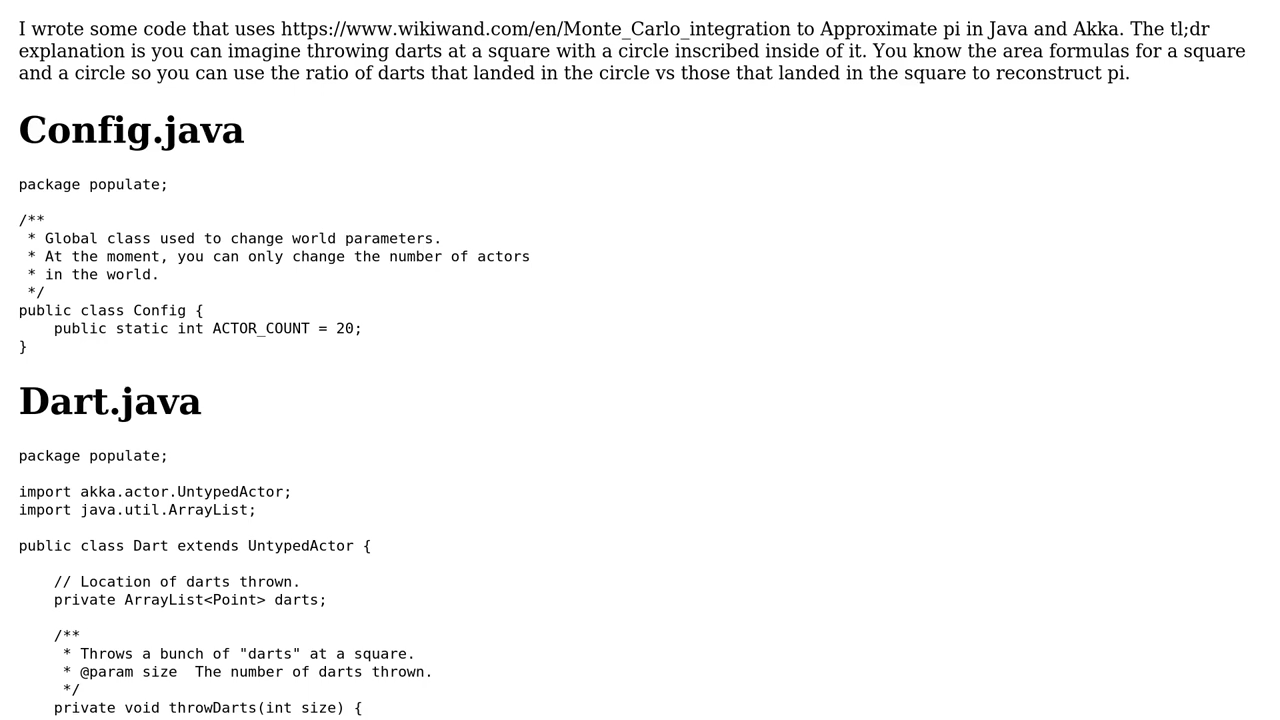 I wrote some code that uses https://www.wikiwand.com/en/Monte_Carlo_integration to Approximate pi in Java and Akka. The tl;dr
explanation is you can imagine throwing darts at a square with a circle inscribed inside of it. You know the area formulas for a square
and a circle so you can use the ratio of darts that landed in the circle vs those that landed in the square to reconstruct pi.
Config.java
package populate;
/**
 * Global class used to change world parameters.
 * At the moment, you can only change the number of actors
 * in the world.
 */
public class Config {
    public static int ACTOR_COUNT = 20;
}
Dart.java
package populate;
import akka.actor.UntypedActor;
import java.util.ArrayList;
public class Dart extends UntypedActor {
    // Location of darts thrown.
    private ArrayList<Point> darts;
    /**
     * Throws a bunch of "darts" at a square.
     * @param size  The number of darts thrown.
     */
    private void throwDarts(int size) {